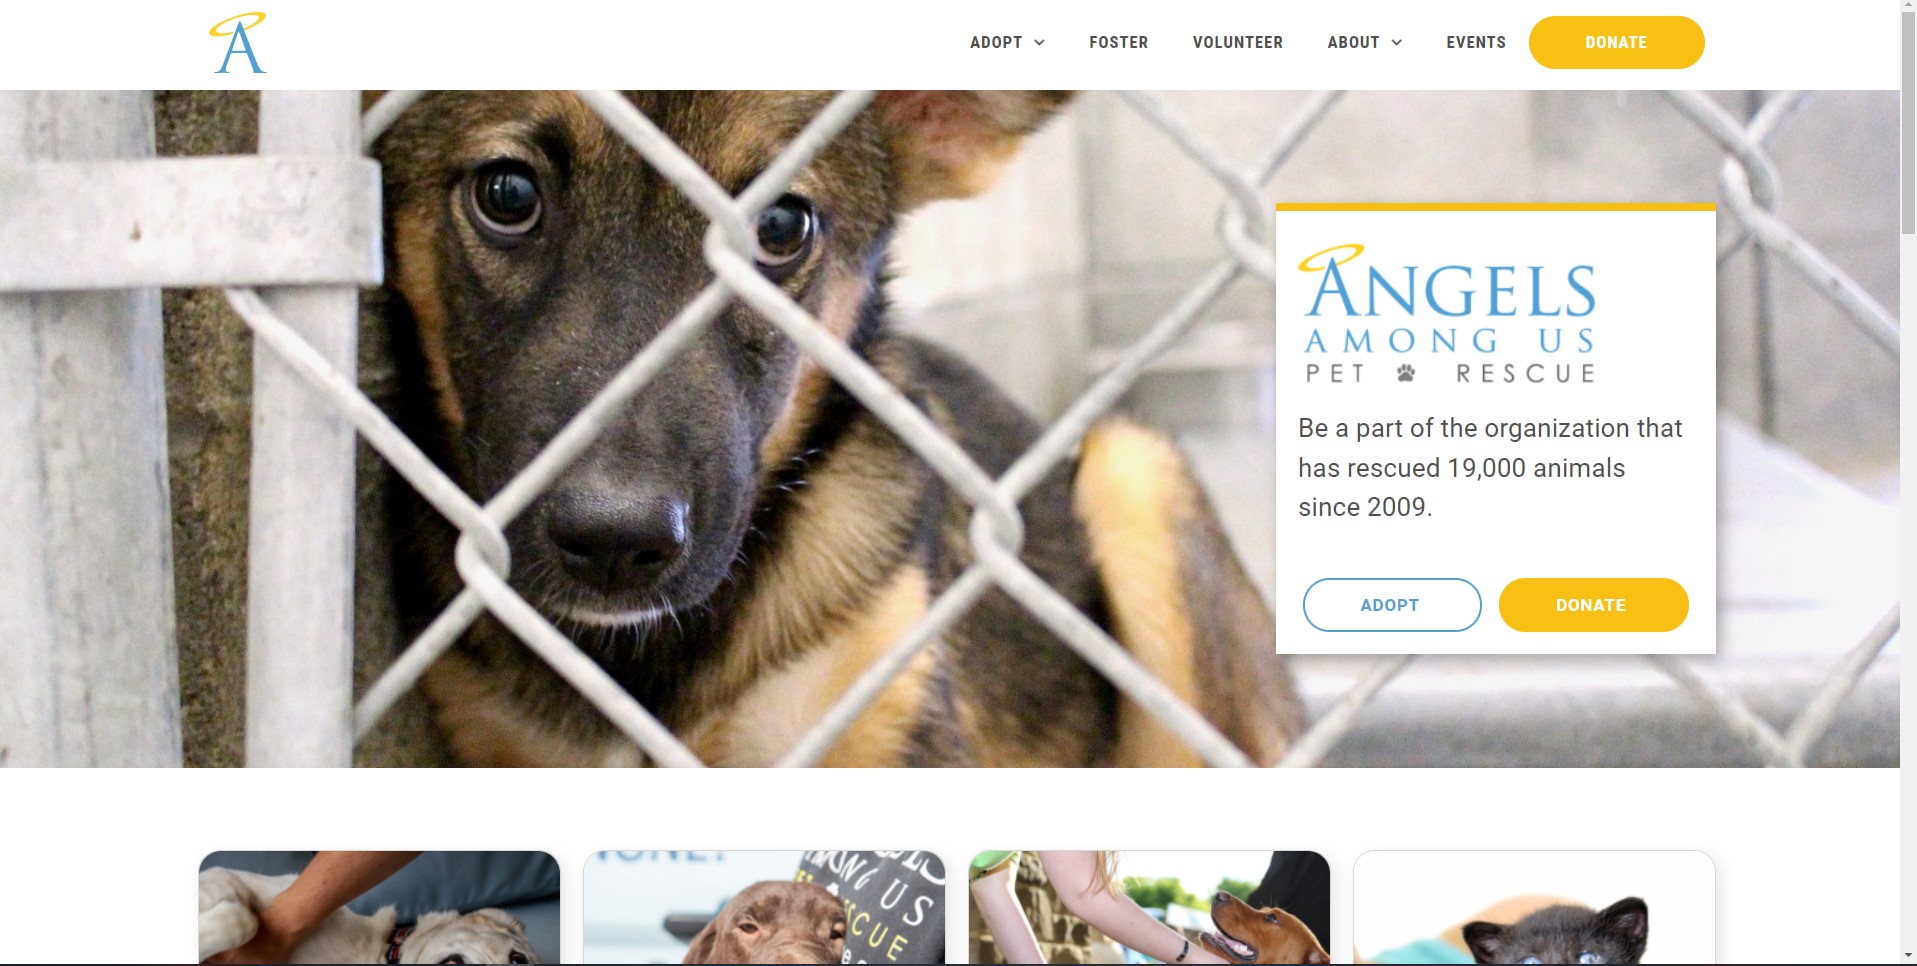 A
ADOPT
FOSTER
VOLUNTEER
ABOUT
EVENTS
DONATE
ANGELS
AMONG US
PET RESCUE
Be a part of the organization that
has rescued 19,000 animals
since 2009.
ADOPT
DONATE
US